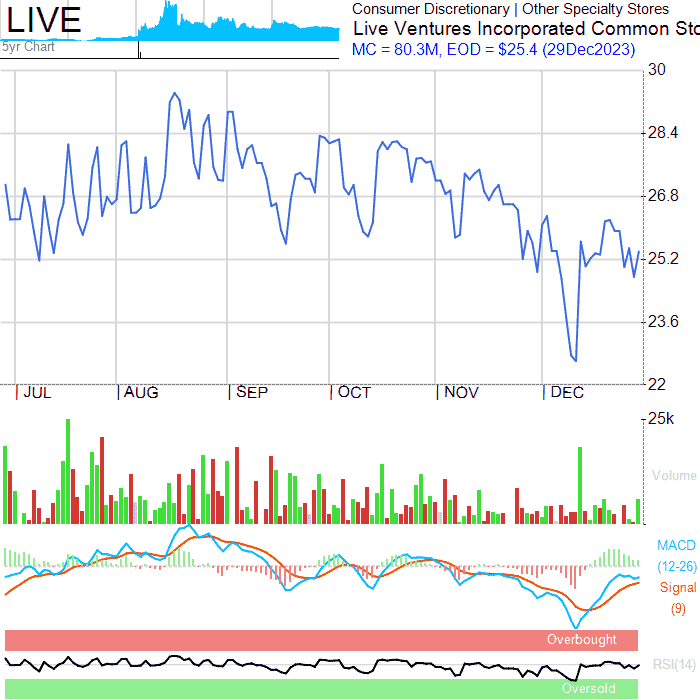 LIVE
5yr Chart
Consumer Discretionary | Other Specialty Stores
Live Ventures Incorporated Common Sto
MC = 80.3M, EOD = $25.4 (29Dec2023)
30
28.4
26.8
25.2
23.6
22
JUL AUG SEP OCT NOV DEC
25k
Volume
MACD
(12-26)
Signal
(9)
Overbought
RSI(14)
Oversold